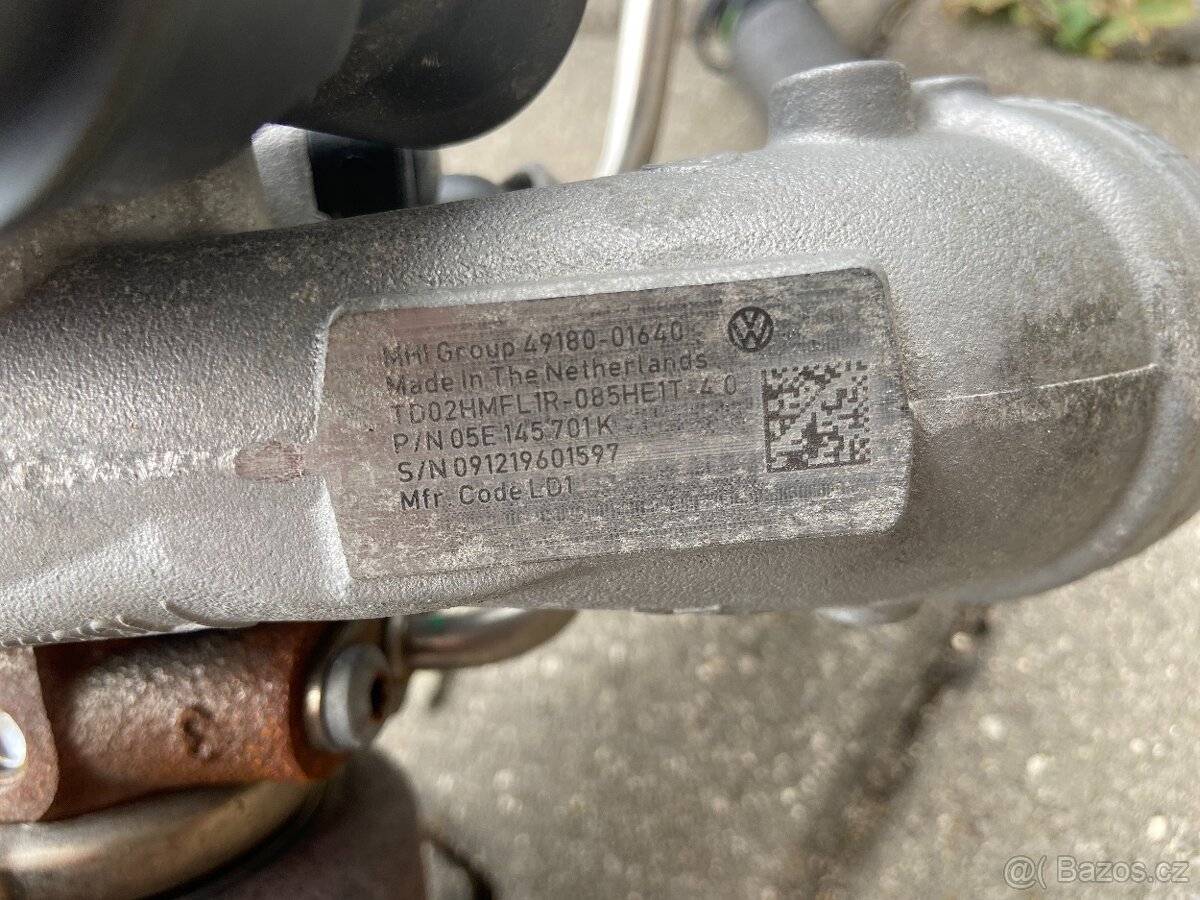 MHI Group 49180-01640
Made In The Netherlands
TD02HMFL1R-085HE1T-4.0
P/N 05E 145 701 K
S/N 091219601597
Mfr. Code LD1
@( Bazos.cz